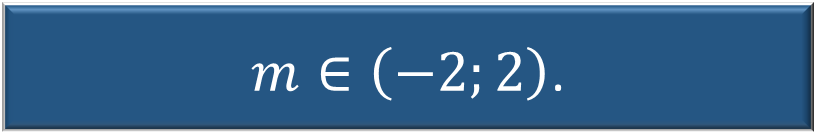 m ∈ (−2; 2).